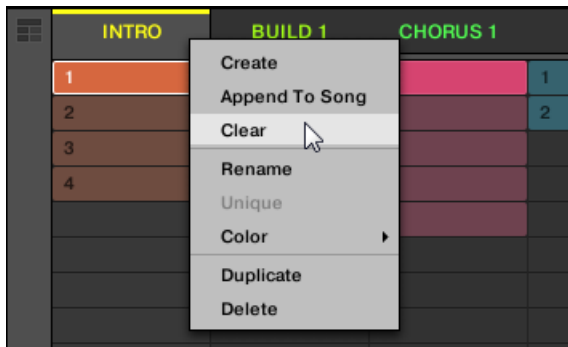 INTRO BUILD 1 CHORUS 1
1 1
2 2
3
4
Create
Append To Song
Clear
Rename
Unique
Color
Duplicate
Delete